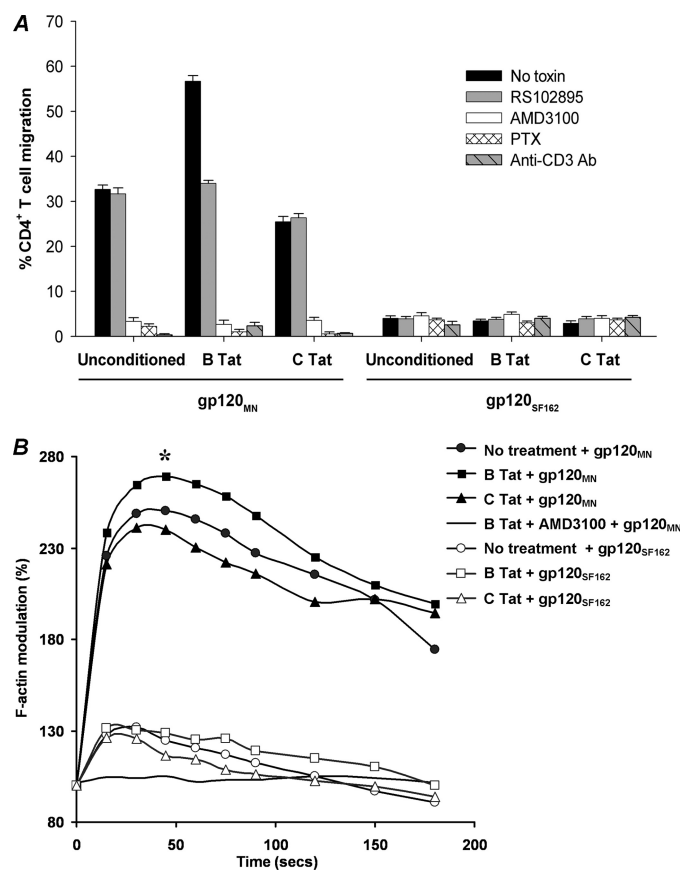 A
% CD4+ T cell migration
70
60
50
40
30
20
10
0
No toxin
RS102895
AMD3100
PTX
Anti-CD3 Ab
Unconditioned B Tat C Tat Unconditioned B Tat C Tat
gp120MN gp120SF162
B
F-actin modulation (%)
280
230
180
130
80
*
0 50 100 150 200
Time (secs)
No treatment + gp120MN
B Tat + gp120MN
C Tat + gp120MN
B Tat + AMD3100 + gp120MN
No treatment + gp120SF162
B Tat + gp120SF162
C Tat + gp120SF162